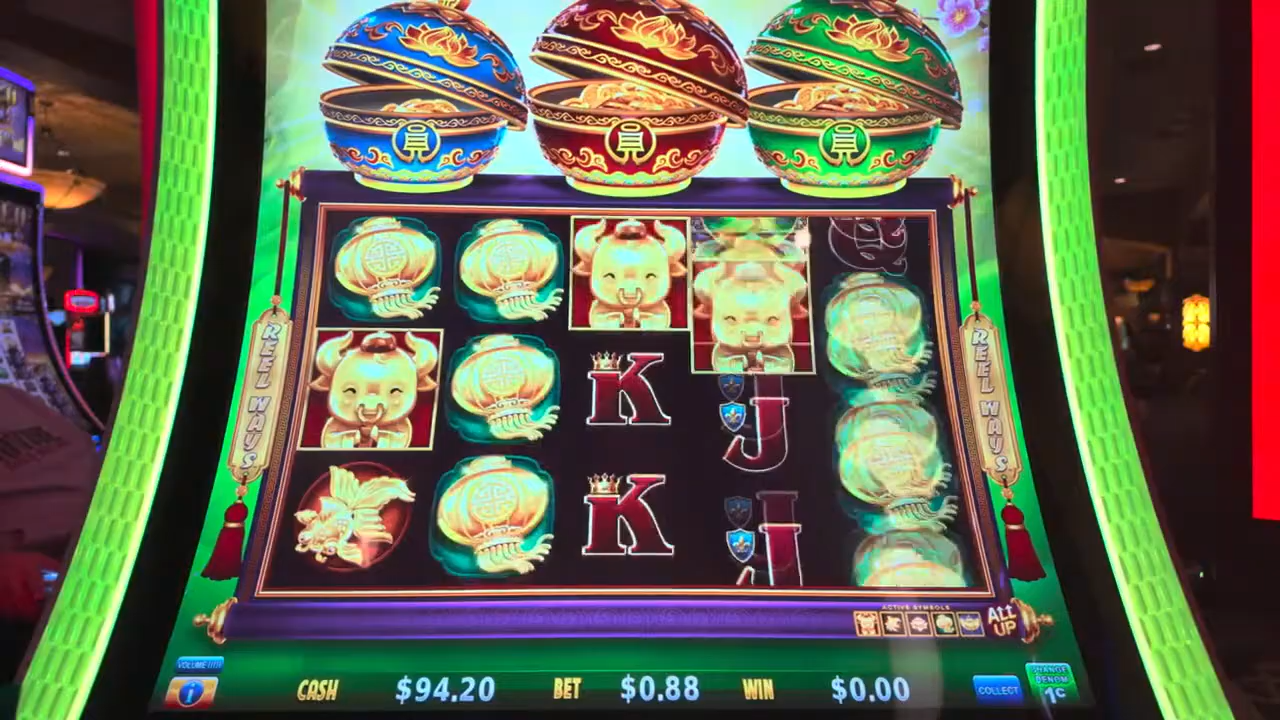 REEL WAYS
REEL WAYS
Q
K
J
K
J
ACTIVE SYMBOLS
ALL UP
VOLUME
CASH $94.20 BET $0.88 WIN $0.00
COLLECT
CHANGE
DENOM
1¢